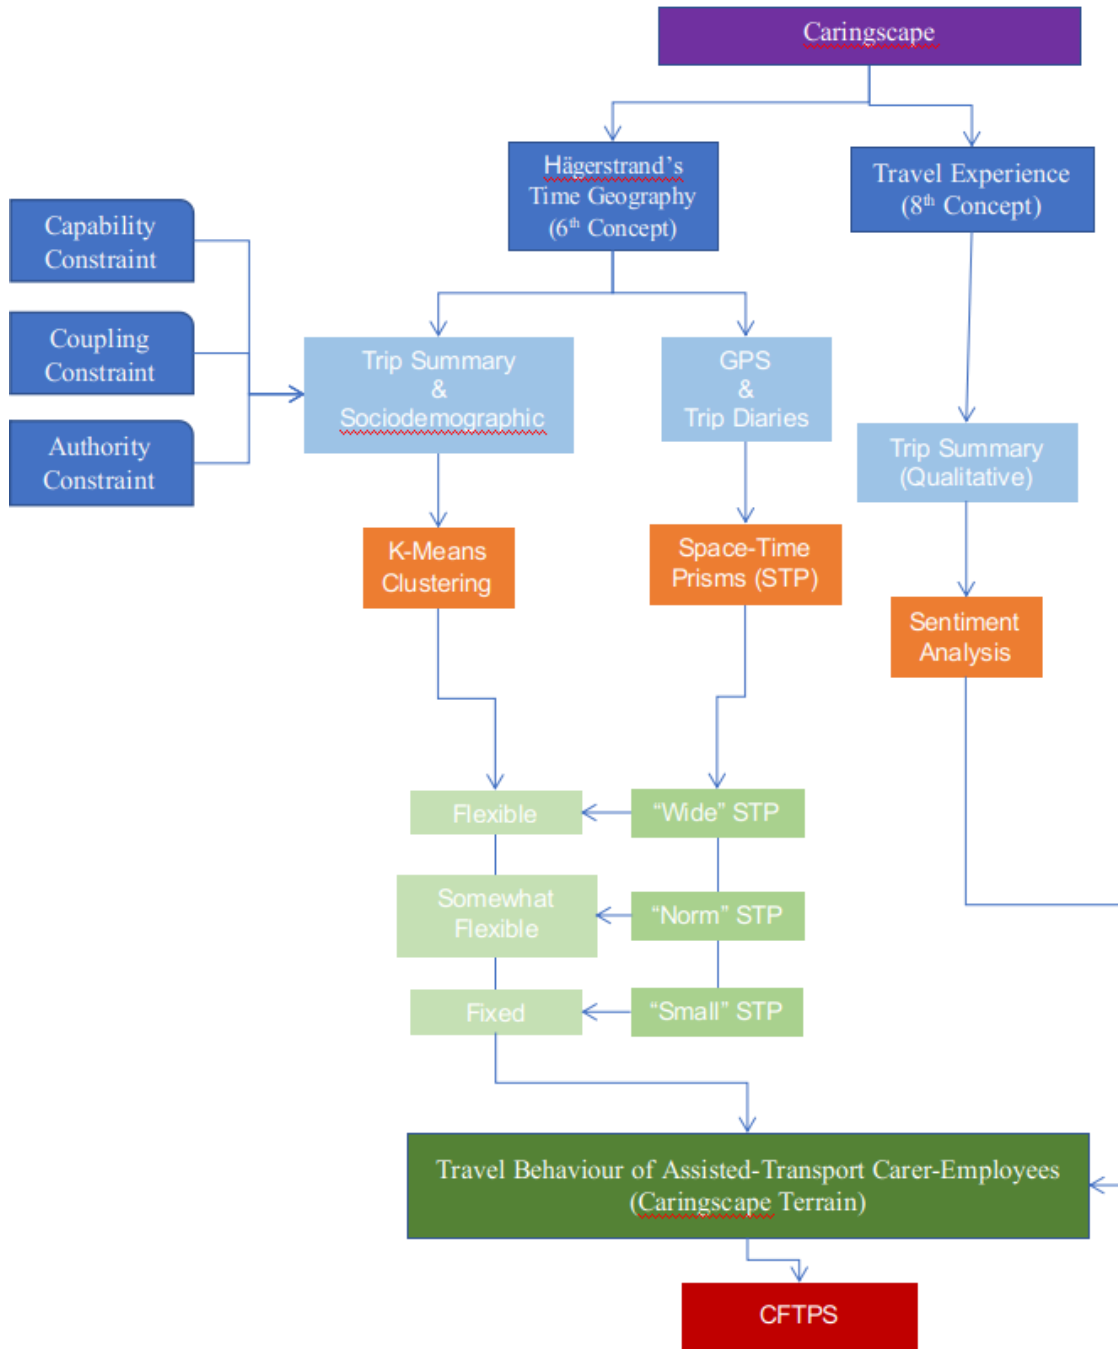 Caringscape
Hägerstrand's
Time Geography
(6th Concept)
Travel Experience
(8th Concept)
Capability
Constraint
Coupling
Constraint
Authority
Constraint
Trip Summary
&
Sociodemographic
GPS
&
Trip Diaries
Trip Summary
(Qualitative)
K-Means
Clustering
Space-Time
Prisms (STP)
Sentiment
Analysis
Flexible
“Wide” STP
Somewhat
Flexible
“Norm” STP
Fixed
“Small” STP
Travel Behaviour of Assisted-Transport Carer-Employees
(Caringscape Terrain)
CFTPS